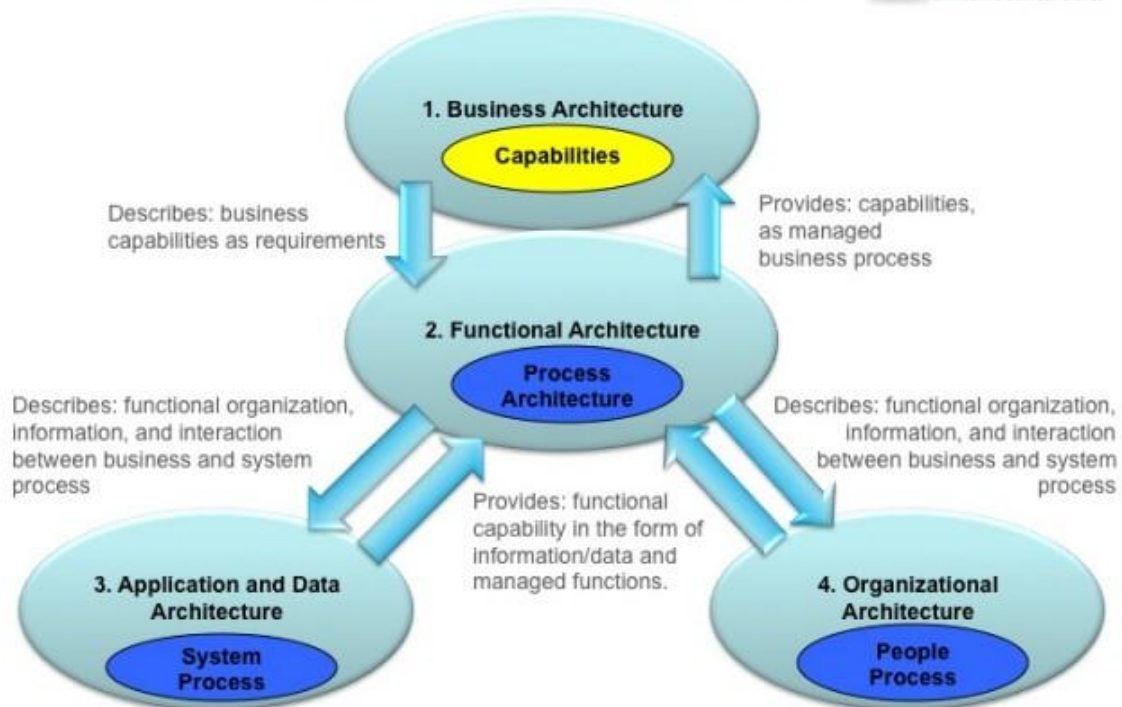 1. Business Architecture
Capabilities
Describes: business
capabilities as requirements
Provides: capabilities,
as managed
business process
2. Functional Architecture
Process
Architecture
Describes: functional organization,
information, and interaction
between business and system
process
Provides: functional
capability in the form of
information/data and
managed functions.
Describes: functional organization,
information, and interaction
between business and system
process
3. Application and Data
Architecture
System
Process
4. Organizational
Architecture
People
Process